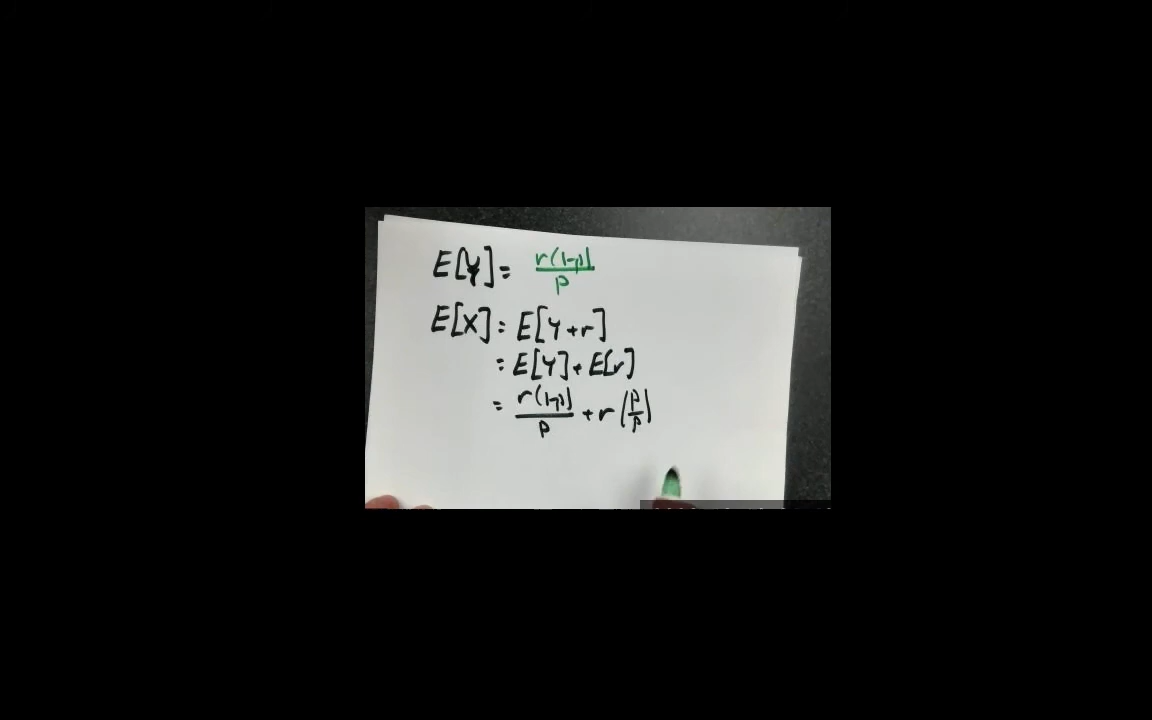 E[Y] = r(1-p)/p
E[X] = E[Y+r]
= E[Y] + E[r]
= r(1-p)/p + r(p/p)